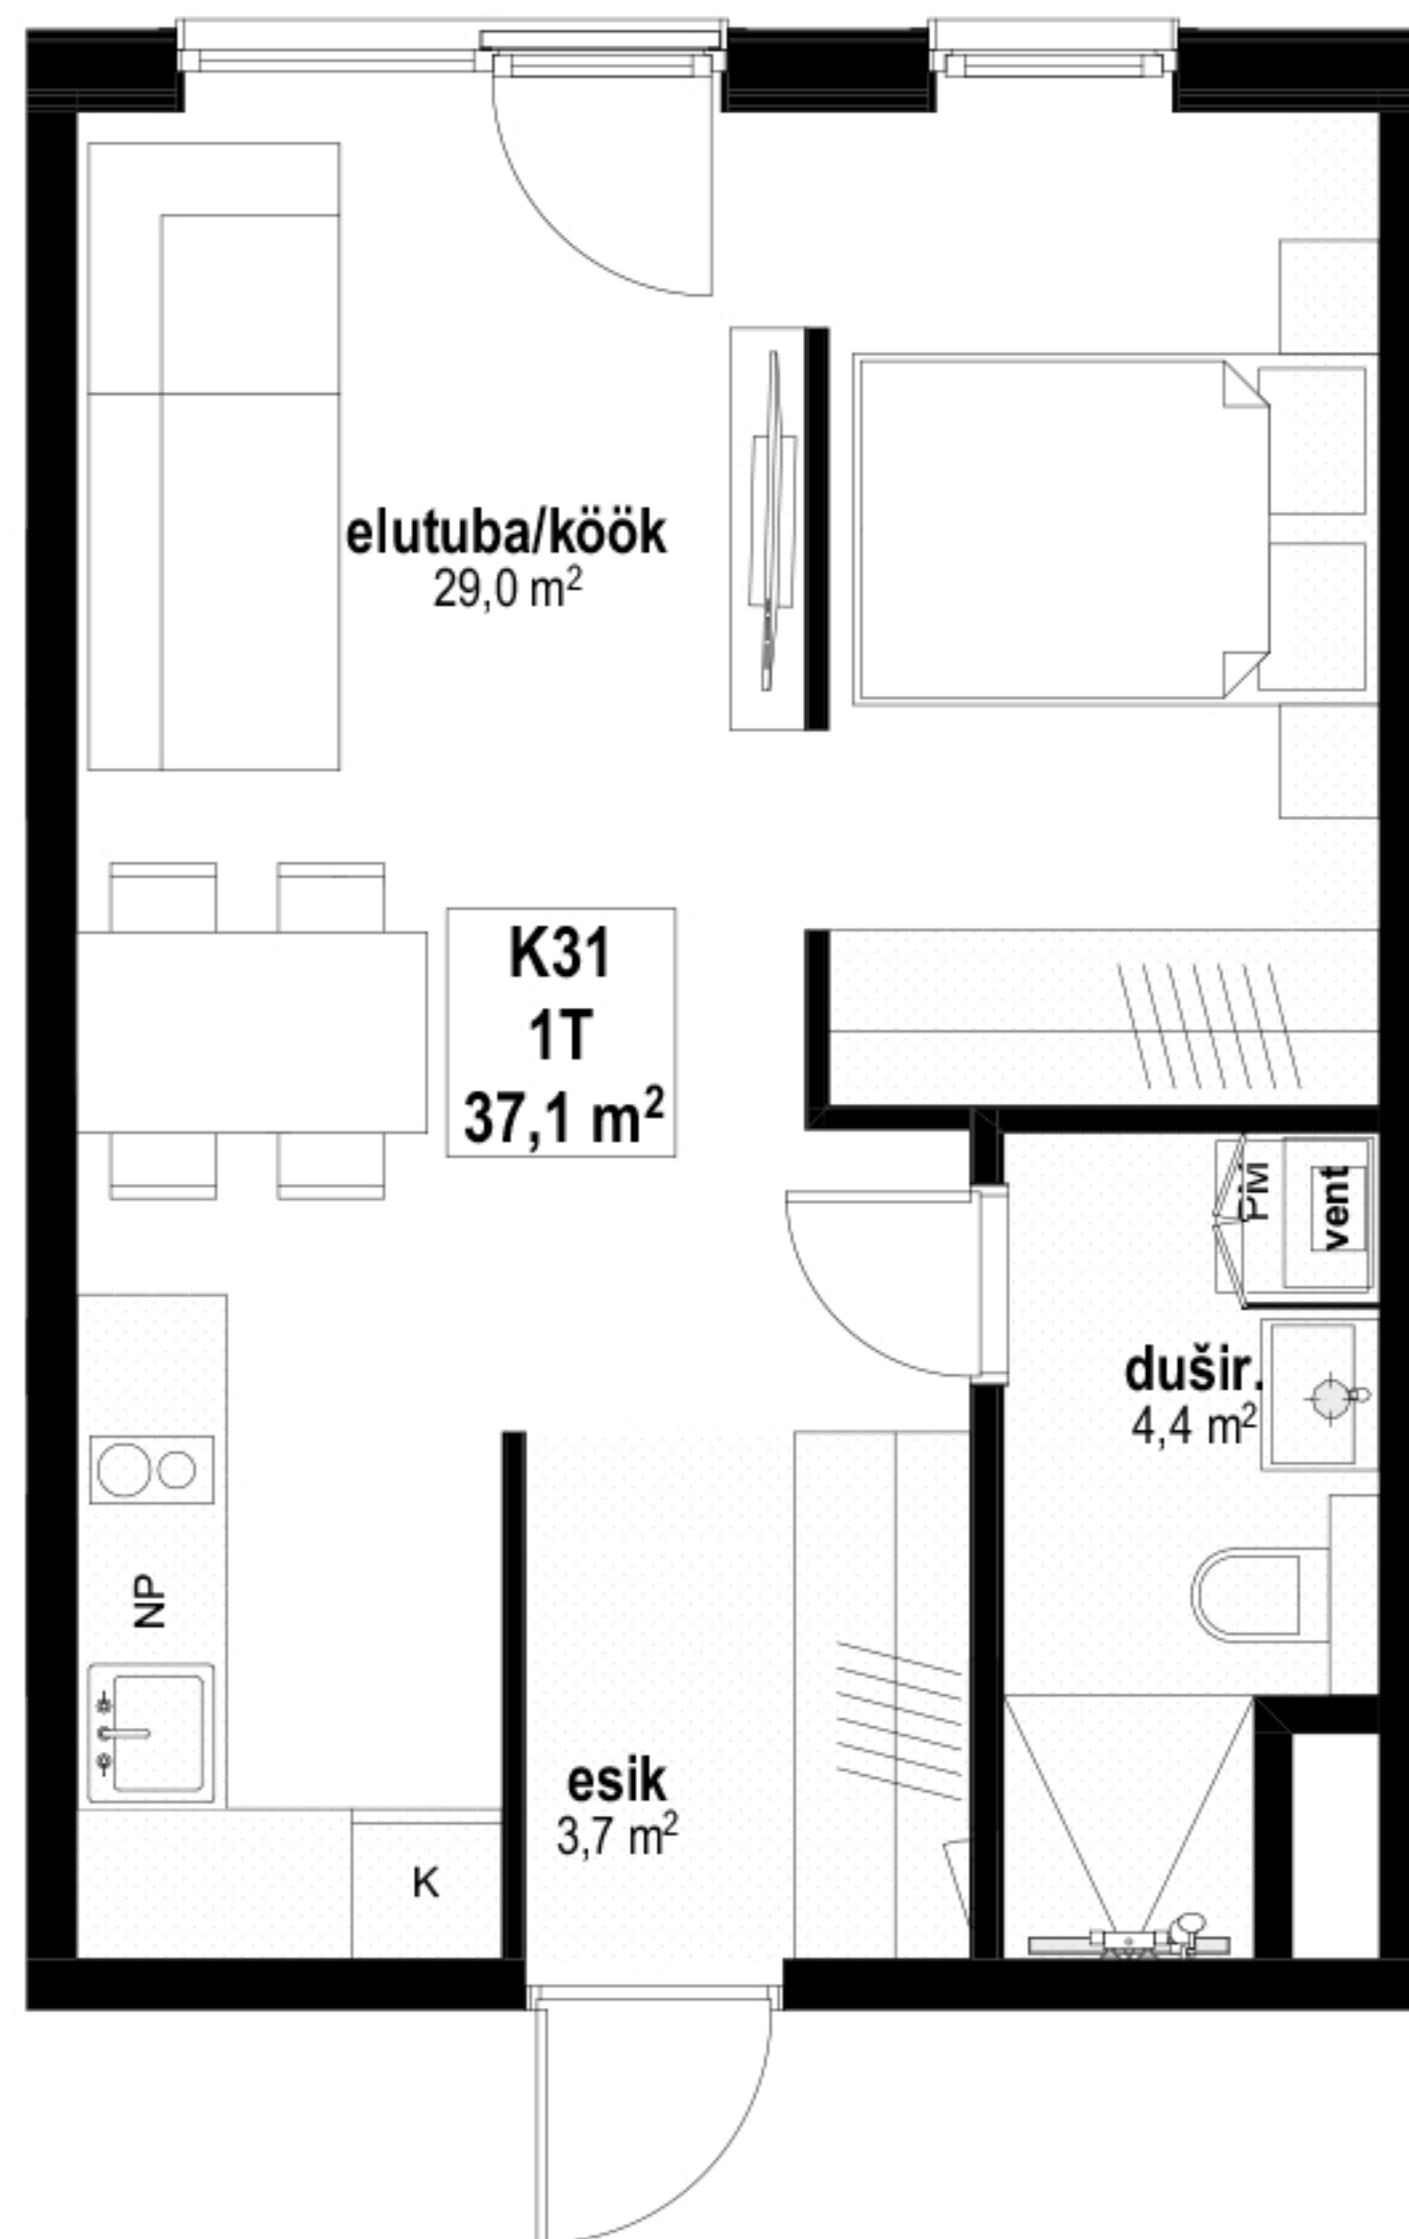 elutuba/köök
29,0 m²
K31
1T
37,1 m²
PM
vent
dušir.
4,4 m²
NP
esik
3,7 m²
K